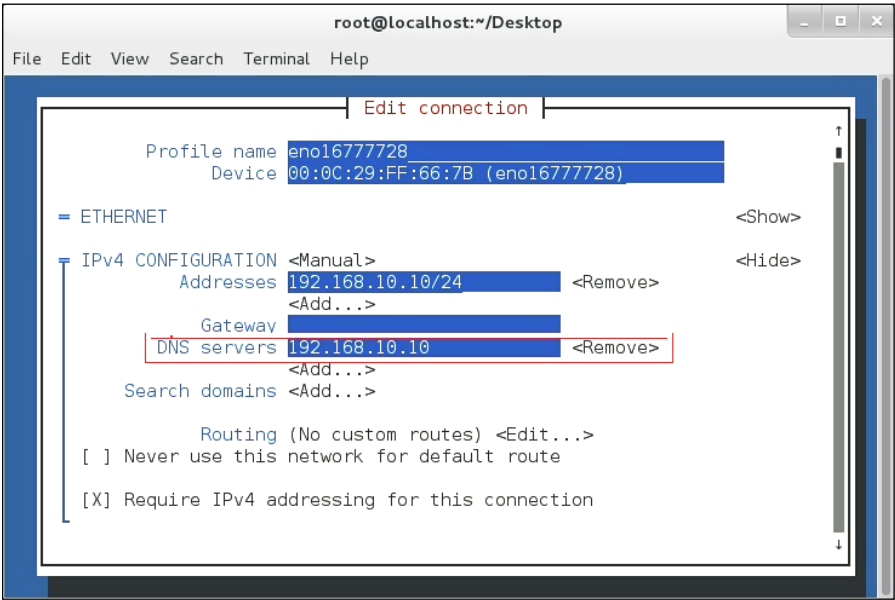 root@localhost:~/Desktop
File Edit View Search Terminal Help
Edit connection
Profile name eno16777728
Device 00:0C:29:FF:66:7B (eno16777728)
= ETHERNET <Show>
= IPv4 CONFIGURATION <Manual> <Hide>
Addresses 192.168.10.10/24 <Remove>
<Add...>
Gateway
DNS servers 192.168.10.10 <Remove>
<Add...>
Search domains <Add...>
Routing (No custom routes) <Edit...>
[ ] Never use this network for default route
[X] Require IPv4 addressing for this connection